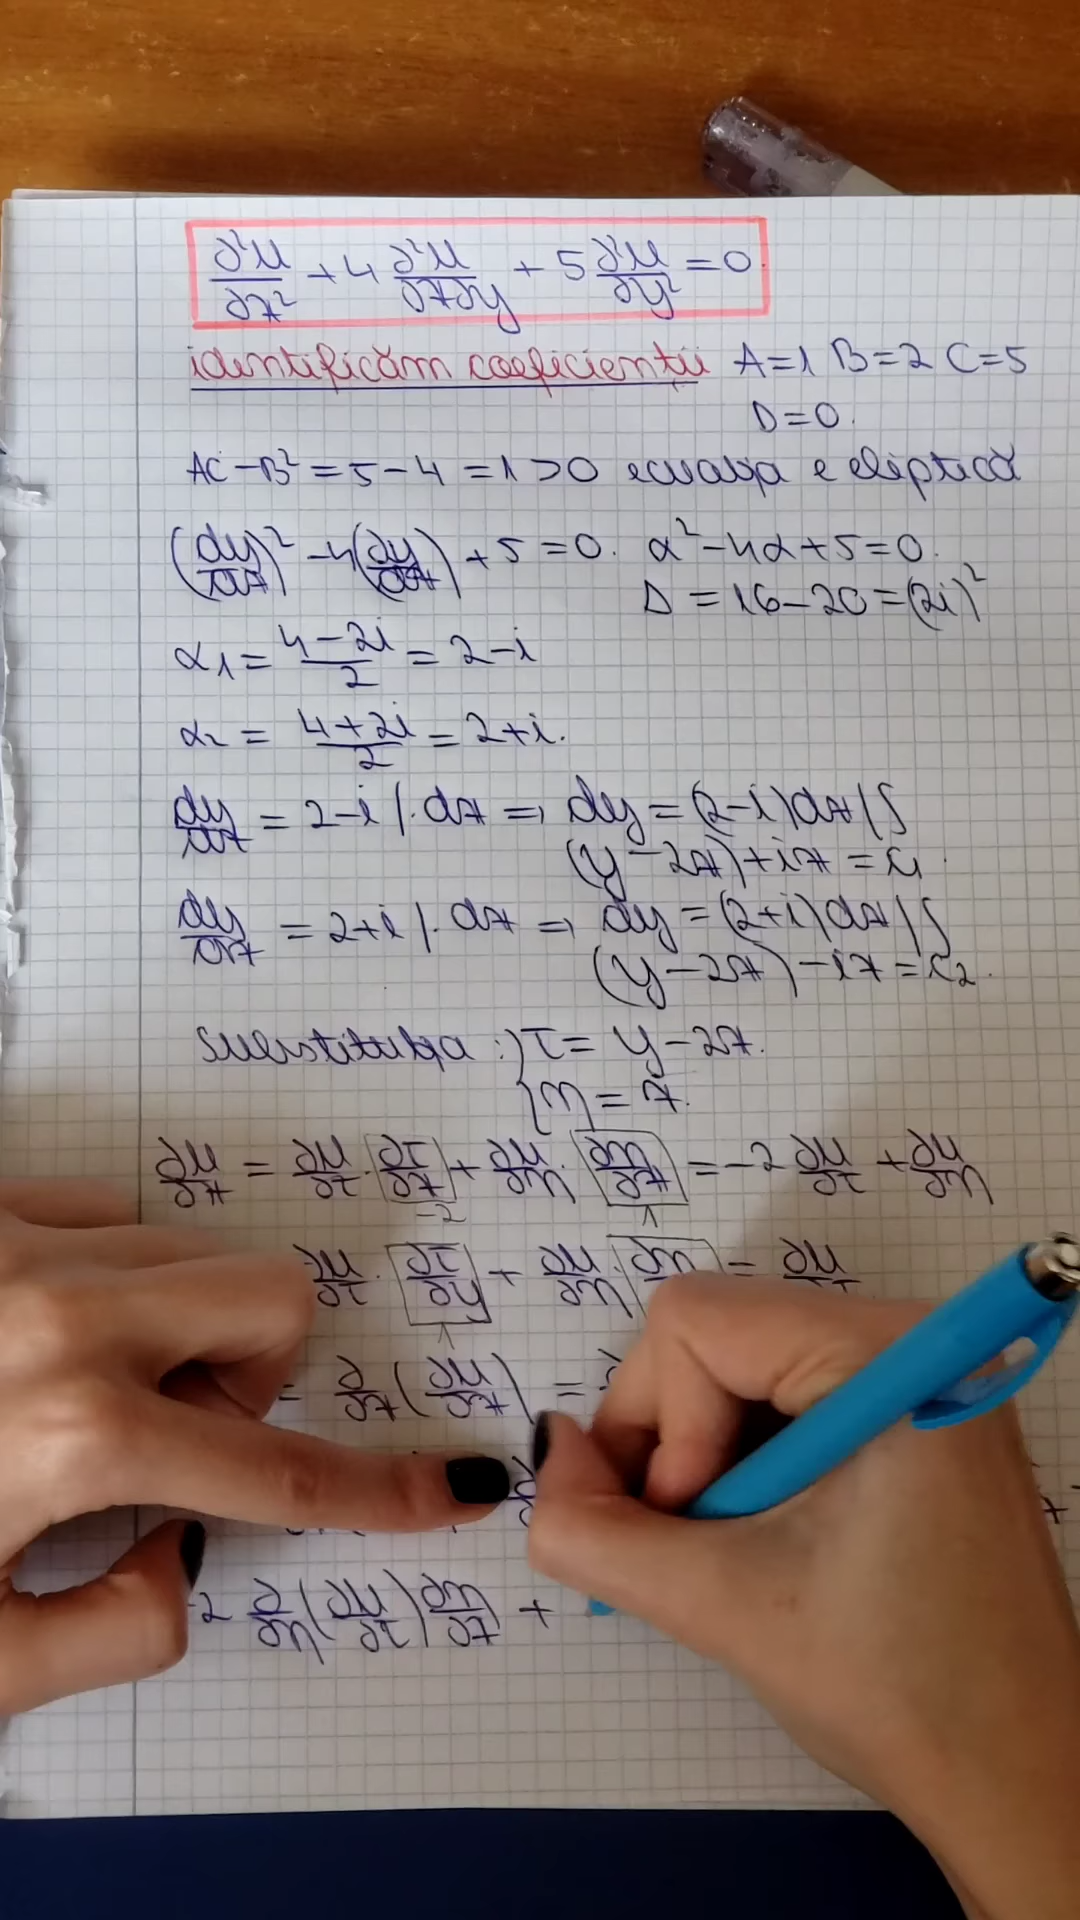 ∂²u/∂x² + 4 ∂²u/∂x∂y + 5 ∂²u/∂y² = 0.
identificăm coeficienții A=1 B=2 C=5
D=0.
AC-B² = 5-4 = 1 > 0 ecuația e eliptică
(dy/dx)² - 4(dy/dx) + 5 = 0. α²-4α+5=0.
Δ = 16-20 = (2i)²
α₁ = (4-2i)/2 = 2-i
α₂ = (4+2i)/2 = 2+i.
dy/dx = 2-i /·dx ⇒ dy = (2-i)dx /∫
(y-2x)+ix = c₁.
dy/dx = 2+i /·dx ⇒ dy = (2+i)dx /∫
(y-2x)-ix = c₂.
substituția: { τ = y-2x.
η = x.
∂u/∂x = ∂u/∂τ · ∂τ/∂x + ∂u/∂η · ∂η/∂x = -2 ∂u/∂τ + ∂u/∂η
-2 1
∂u/∂τ · ∂τ/∂y + ∂u/∂η · ∂η = ∂u/∂τ
1
= ∂/∂x (∂u/∂x) =
2 ∂/∂η (∂u/∂τ) ∂η/∂x +